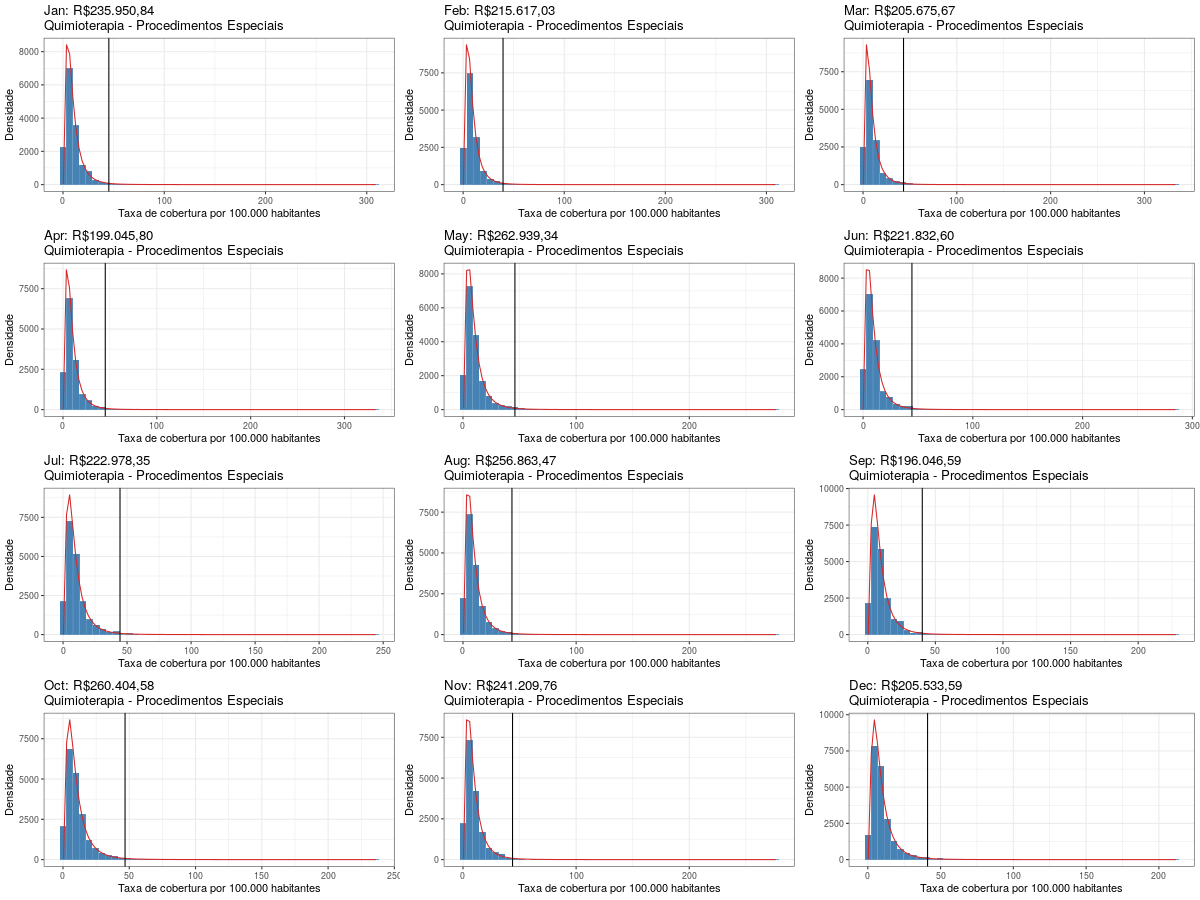 Jan: R$235.950,84
Quimioterapia - Procedimentos Especiais
Densidade
8000
6000
4000
2000
0
0
100
200
300
Taxa de cobertura por 100.000 habitantes
Feb: R$215.617,03
Quimioterapia - Procedimentos Especiais
Densidade
7500
5000
2500
0
0
100
200
300
Taxa de cobertura por 100.000 habitantes
Mar: R$205.675,67
Quimioterapia - Procedimentos Especiais
Densidade
7500
5000
2500
0
0
100
200
300
Taxa de cobertura por 100.000 habitantes
Apr: R$199.045,80
Quimioterapia - Procedimentos Especiais
Densidade
7500
5000
2500
0
0
100
200
300
Taxa de cobertura por 100.000 habitantes
May: R$262.939,34
Quimioterapia - Procedimentos Especiais
Densidade
8000
6000
4000
2000
0
0
100
200
Taxa de cobertura por 100.000 habitantes
Jun: R$221.832,60
Quimioterapia - Procedimentos Especiais
Densidade
8000
6000
4000
2000
0
0
100
200
300
Taxa de cobertura por 100.000 habitantes
Jul: R$222.978,35
Quimioterapia - Procedimentos Especiais
Densidade
7500
5000
2500
0
0
50
100
150
200
250
Taxa de cobertura por 100.000 habitantes
Aug: R$256.863,47
Quimioterapia - Procedimentos Especiais
Densidade
7500
5000
2500
0
0
100
200
Taxa de cobertura por 100.000 habitantes
Sep: R$196.046,59
Quimioterapia - Procedimentos Especiais
Densidade
10000
7500
5000
2500
0
0
50
100
150
200
Taxa de cobertura por 100.000 habitantes
Oct: R$260.404,58
Quimioterapia - Procedimentos Especiais
Densidade
7500
5000
2500
0
0
50
100
150
200
Taxa de cobertura por 100.000 habitantes
Nov: R$241.209,76
Quimioterapia - Procedimentos Especiais
Densidade
7500
5000
2500
0
0
100
200
Taxa de cobertura por 100.000 habitantes
Dec: R$205.533,59
Quimioterapia - Procedimentos Especiais
Densidade
10000
7500
5000
2500
0
0
50
100
150
200
Taxa de cobertura por 100.000 habitantes